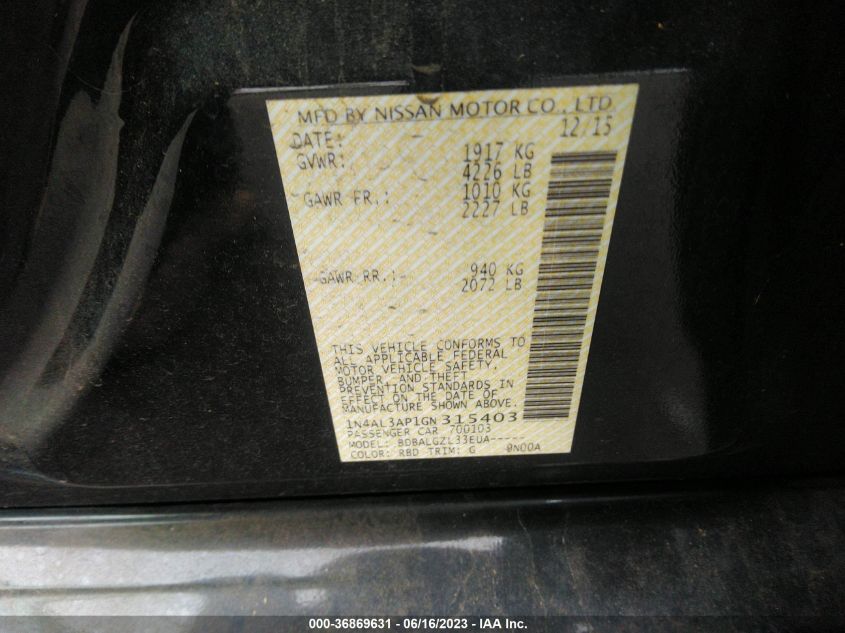 MFD BY NISSAN MOTOR CO., LTD
DATE: 12/15
GVWR: 1917 KG
4226 LB
GAWR FR.: 1010 KG
2227 LB
GAWR RR.: 940 KG
2072 LB
THIS VEHICLE CONFORMS TO
ALL APPLICABLE FEDERAL
MOTOR VEHICLE SAFETY,
BUMPER, AND THEFT
PREVENTION STANDARDS IN
EFFECT ON THE DATE OF
MANUFACTURE SHOWN ABOVE.
1N4AL3AP1GN315403
PASSENGER CAR 700103
MODEL: BDBALGZL33EUA-----
COLOR: RBD TRIM: G 9N00A
000-36869631 - 06/16/2023 - IAA Inc.